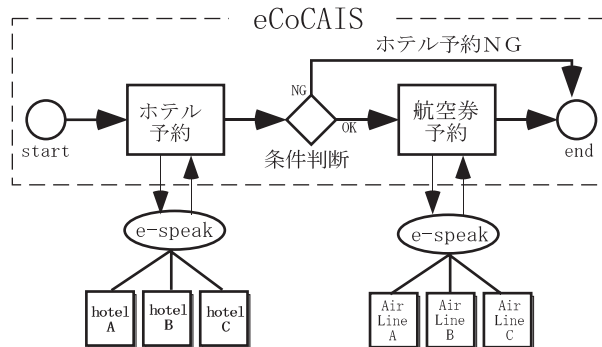 eCoCAIS
ホテル予約ＮＧ
NG
ホテル
予約
航空券
予約
OK
start
条件判断
end
e-speak
e-speak
hotel
A
hotel
B
hotel
C
Air
Line
A
Air
Line
B
Air
Line
C